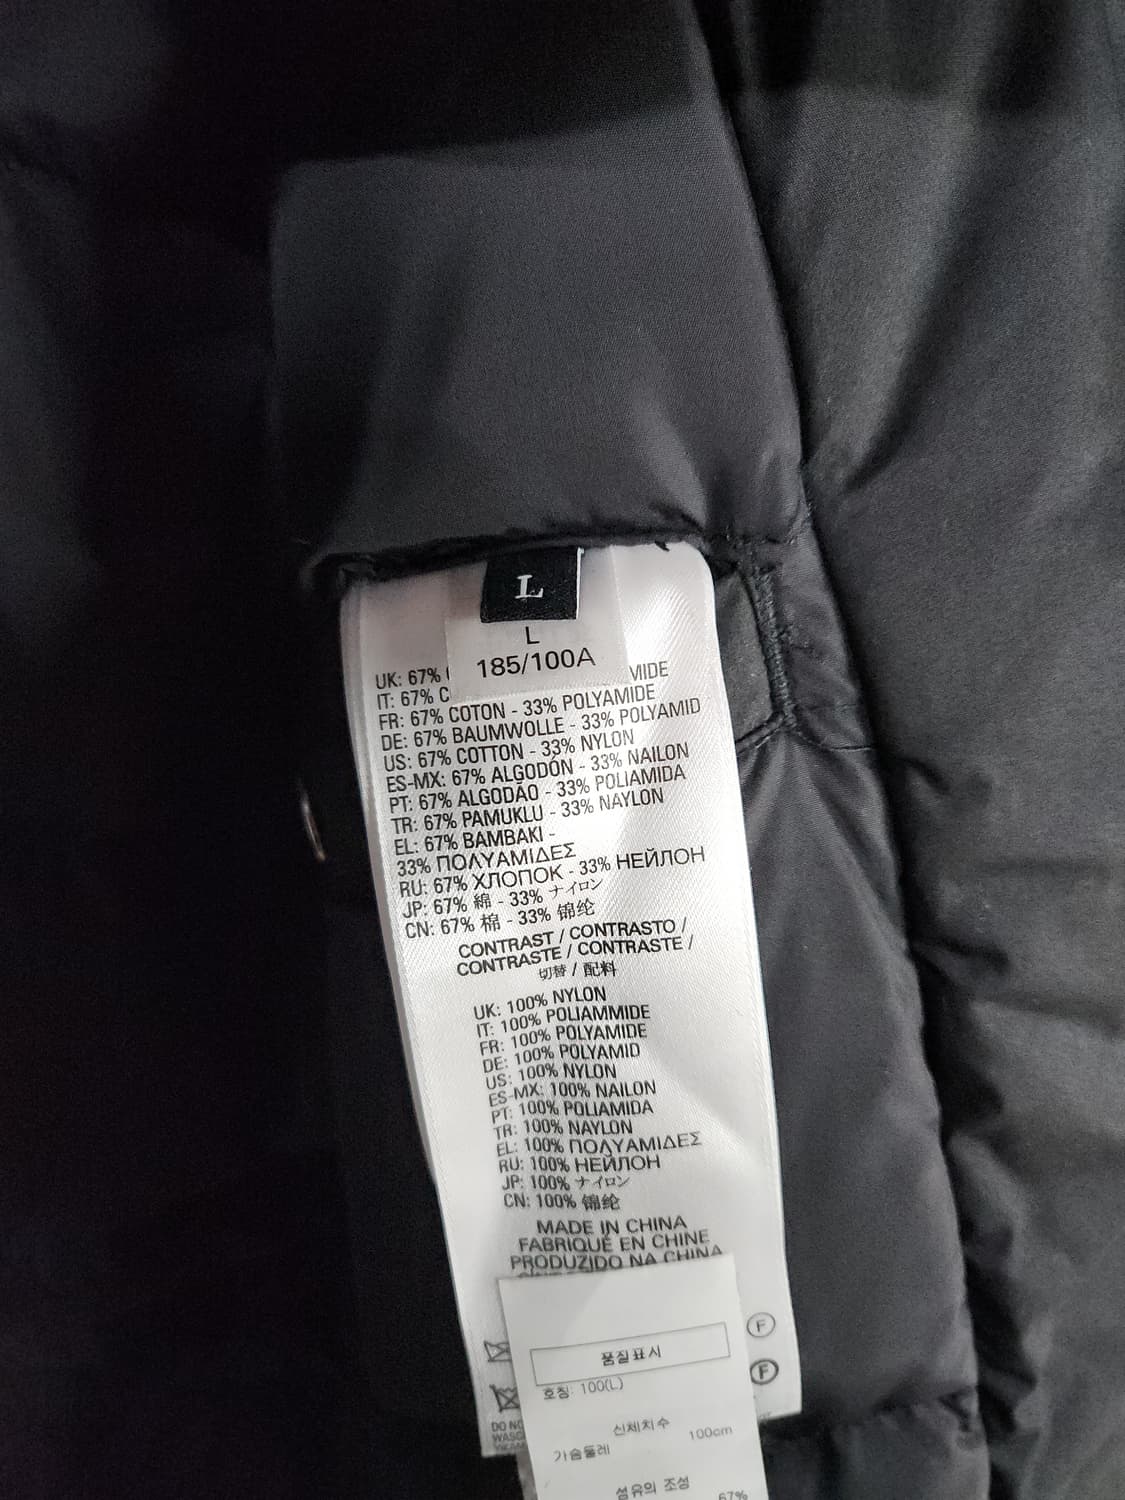 L
L
185/100A
UK: 67% MIDE
IT: 67% C
FR: 67% COTON - 33% POLYAMIDE
DE: 67% BAUMWOLLE - 33% POLYAMID
US: 67% COTTON - 33% NYLON
ES-MX: 67% ALGODÓN - 33% NAILON
PT: 67% ALGODÃO - 33% POLIAMIDA
TR: 67% PAMUKLU - 33% NAYLON
EL: 67% BAMBAKI -
33% ΠΟΛΥΑΜΙΔΕΣ
RU: 67% ХЛОПОК - 33% НЕЙЛОН
JP: 67% 綿 - 33% ナイロン
CN: 67% 棉 - 33% 锦纶
CONTRAST / CONTRASTO /
CONTRASTE / CONTRASTE /
切替 / 配料
UK: 100% NYLON
IT: 100% POLIAMMIDE
FR: 100% POLYAMIDE
DE: 100% POLYAMID
US: 100% NYLON
ES-MX: 100% NAILON
PT: 100% POLIAMIDA
TR: 100% NAYLON
EL: 100% ΠΟΛΥΑΜΙΔΕΣ
RU: 100% НЕЙЛОН
JP: 100% ナイロン
CN: 100% 锦纶
MADE IN CHINA
FABRIQUÉ EN CHINE
PRODUZIDO NA CHINA
F
품질표시
F
호칭: 100(L)
DO NO
WASC
신체치수
가슴둘레 100cm
섬유의 조성
67%